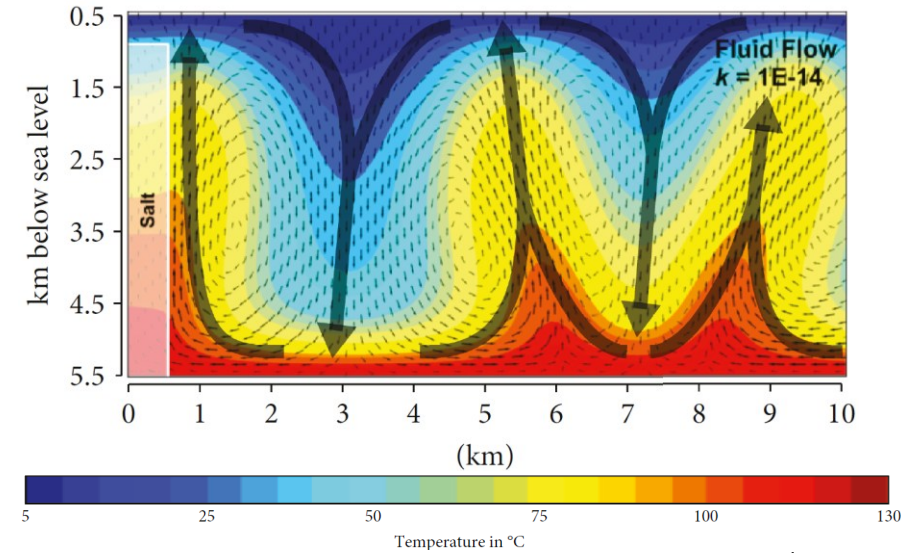 0.5
1.5
2.5
3.5
4.5
5.5
km below sea level
Salt
Fluid Flow
k = 1E-14
0 1 2 3 4 5 6 7 8 9 10
(km)
5 25 50 75 100 130
Temperature in °C